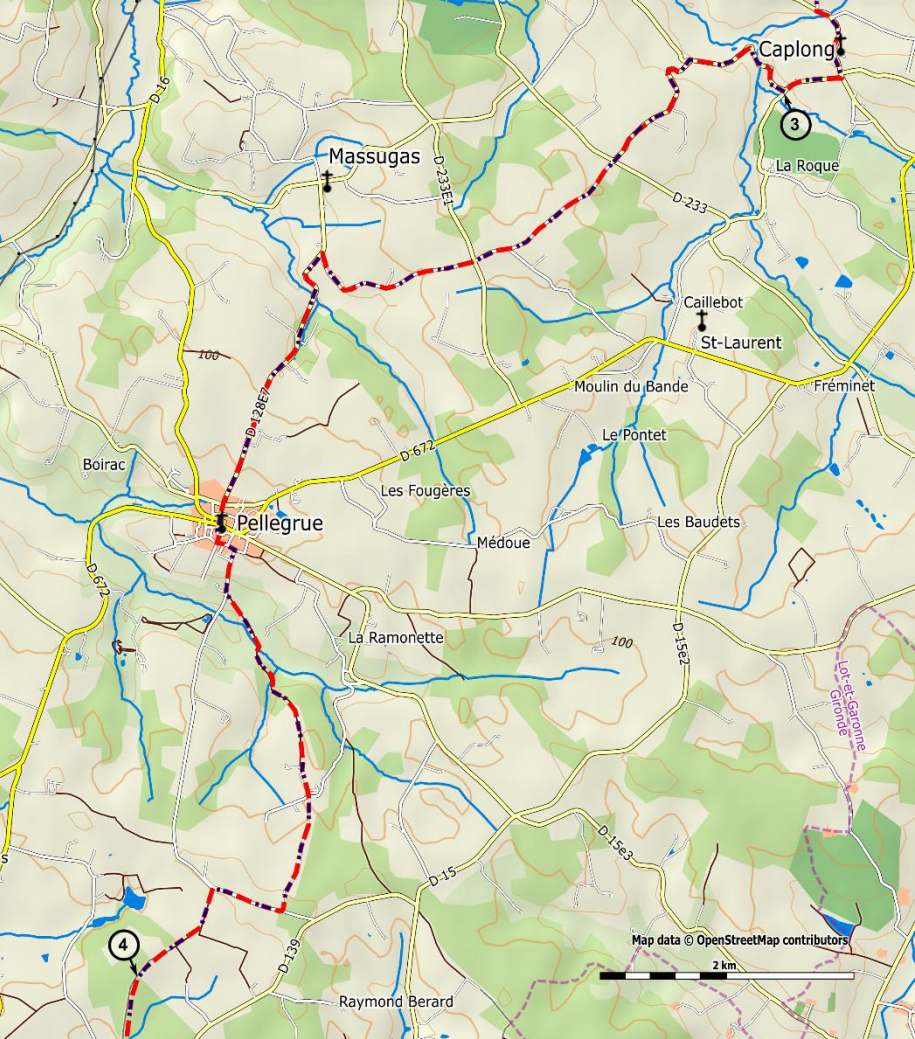 Caplong
D-16
3
Massugas
D-233E1
La Roque
D-233
Caillebot
St-Laurent
100
Moulin du Bande
Fréminet
D-128E7
Le Pontet
D-672
Boirac
Les Fougères
Pellegrue
Les Baudets
Médoue
D-672
La Ramonette
100
D-15e2
Lot-et-Garonne
Gironde
D-15e3
s
D-15
4
Map data © OpenStreetMap contributors
D-139
2 km
Raymond Berard